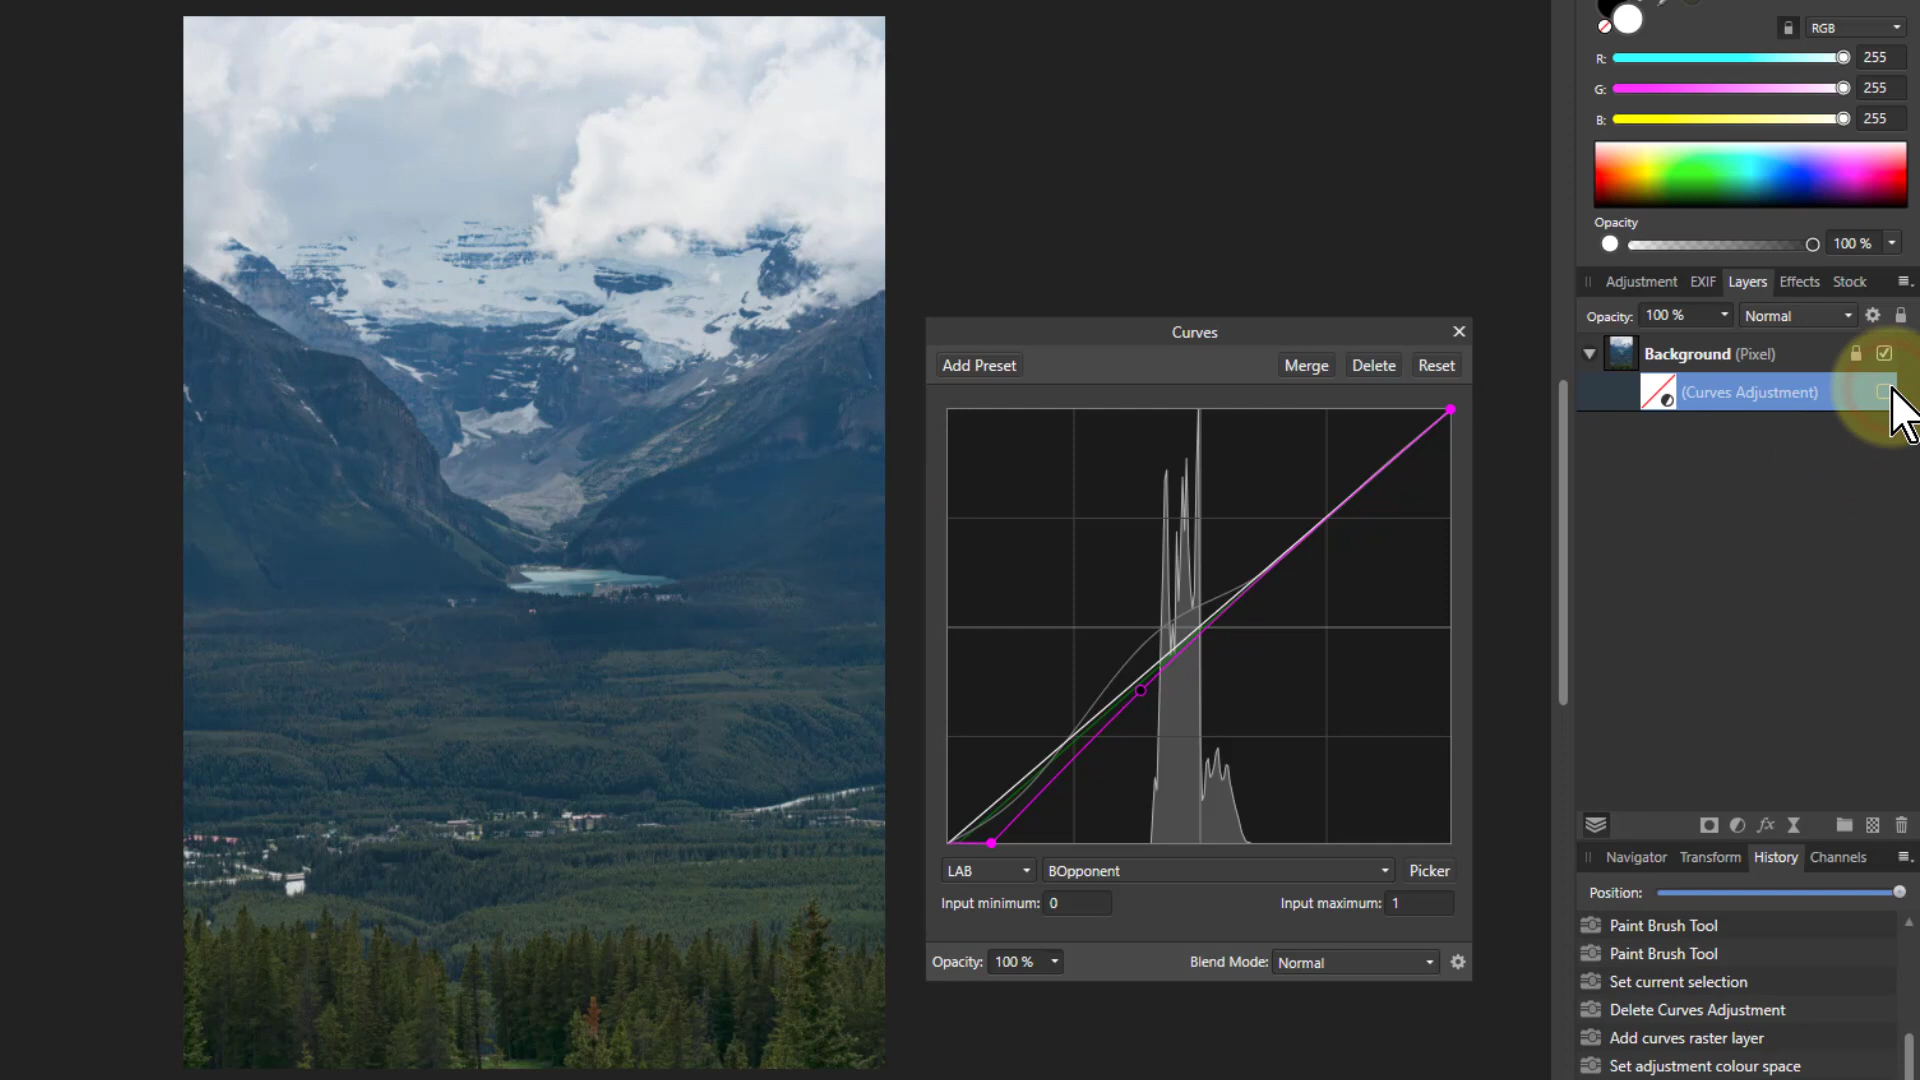 RGB
R: 255
G: 255
B: 255
Opacity
100 %
Adjustment EXIF Layers Effects Stock
Opacity: 100 % Normal
Background (Pixel)
(Curves Adjustment)
Curves
Add Preset Merge Delete Reset
LAB BOpponent Picker
Input minimum: 0 Input maximum: 1
Opacity: 100 % Blend Mode: Normal
fx
Navigator Transform History Channels
Position:
Paint Brush Tool
Paint Brush Tool
Set current selection
Delete Curves Adjustment
Add curves raster layer
Set adjustment colour space